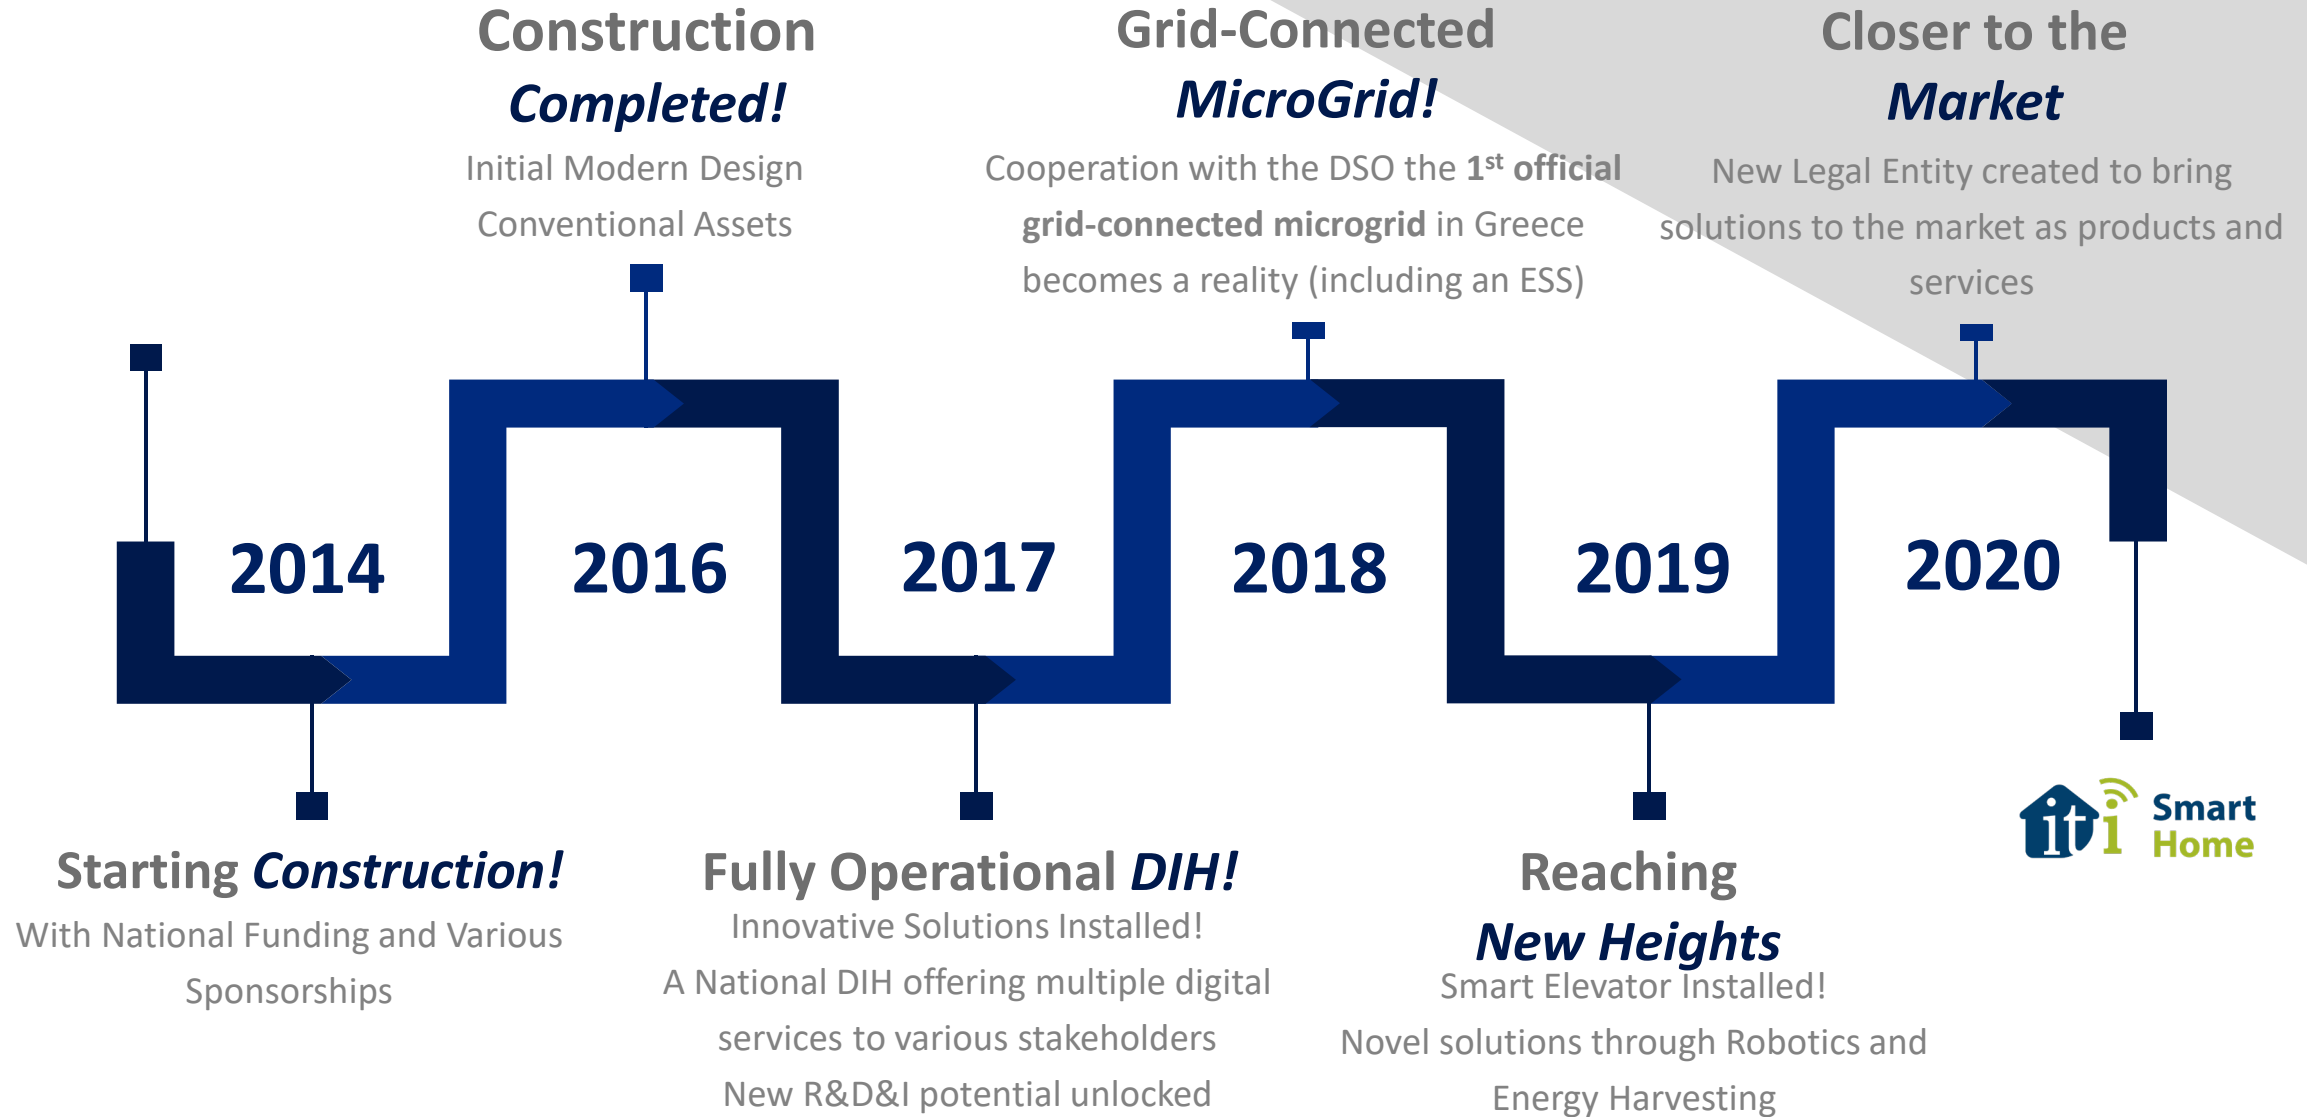 Construction
Completed!
Initial Modern Design
Conventional Assets
Grid-Connected
MicroGrid!
Cooperation with the DSO the 1st official
grid-connected microgrid in Greece
becomes a reality (including an ESS)
Closer to the
Market
New Legal Entity created to bring
solutions to the market as products and
services
2014
2016
2017
2018
2019
2020
Starting Construction!
With National Funding and Various
Sponsorships
Fully Operational DIH!
Innovative Solutions Installed!
A National DIH offering multiple digital
services to various stakeholders
New R&D&I potential unlocked
Reaching
New Heights
Smart Elevator Installed!
Novel solutions through Robotics and
Energy Harvesting
iti Smart
Home